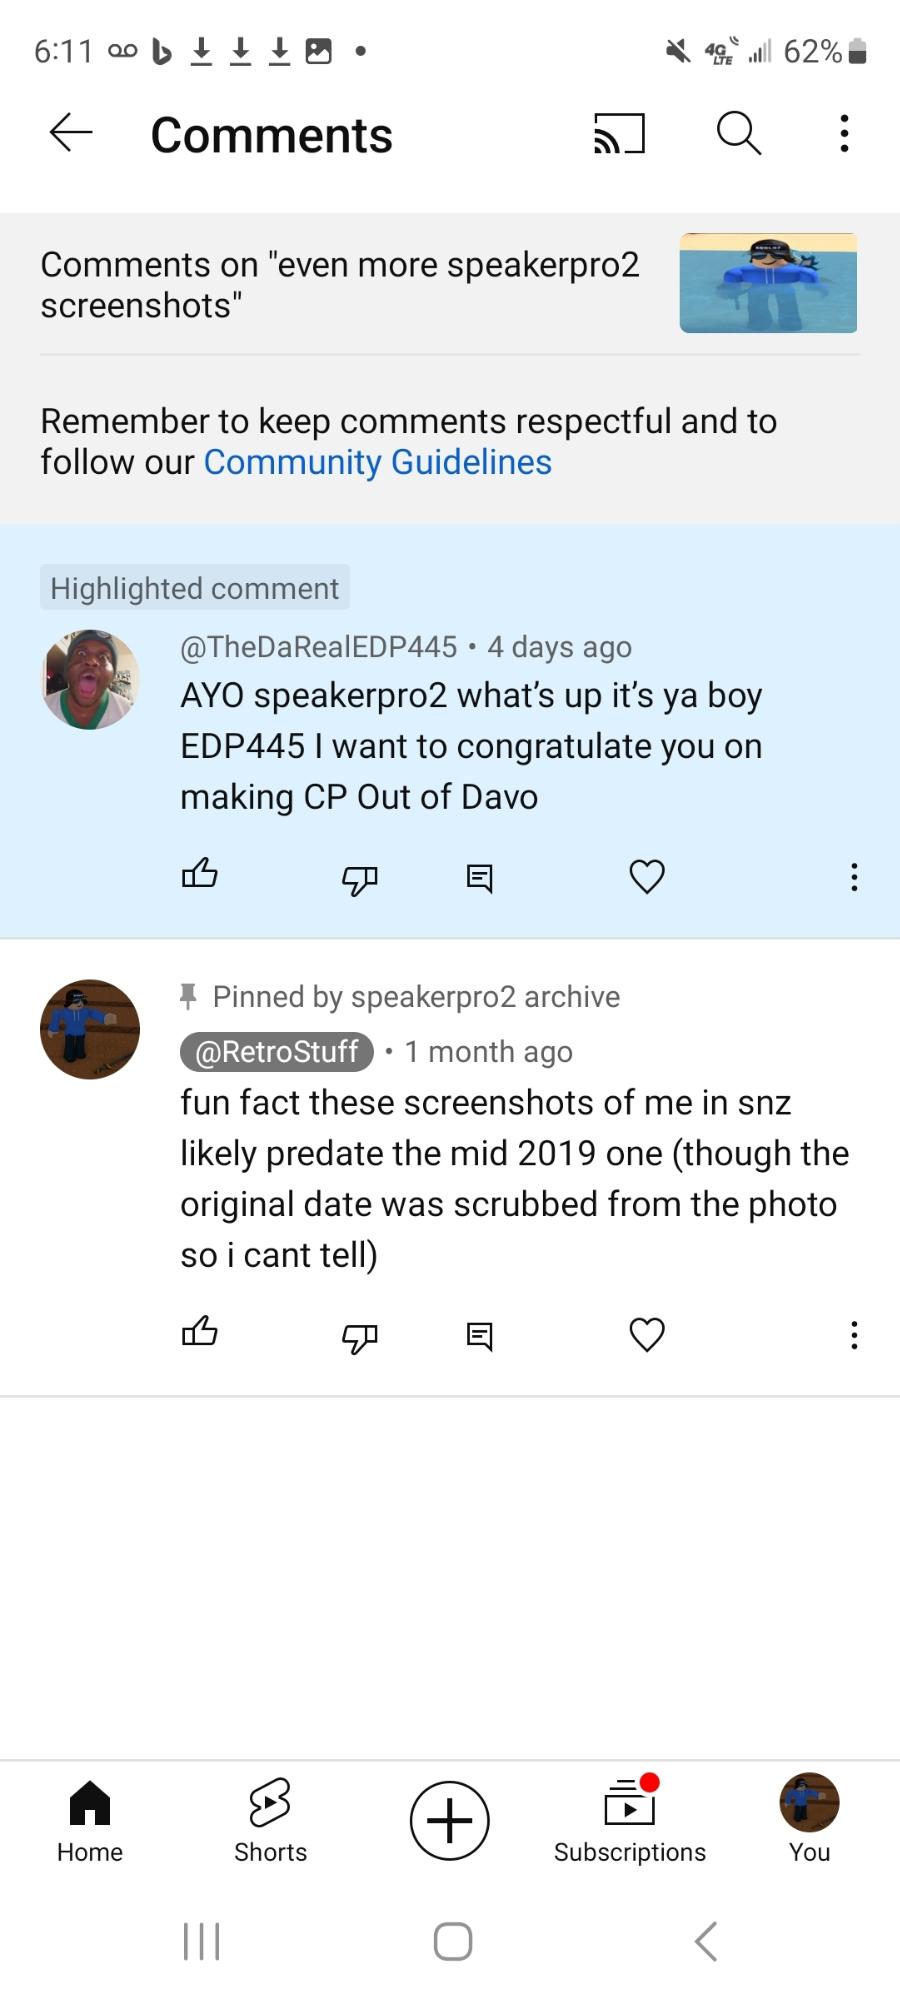 6:11
4G LTE
62%
Comments
Comments on "even more speakerpro2
screenshots"
Remember to keep comments respectful and to
follow our Community Guidelines
Highlighted comment
@TheDaRealEDP445 • 4 days ago
AYO speakerpro2 what’s up it’s ya boy
EDP445 I want to congratulate you on
making CP Out of Davo
Pinned by speakerpro2 archive
@RetroStuff • 1 month ago
fun fact these screenshots of me in snz
likely predate the mid 2019 one (though the
original date was scrubbed from the photo
so i cant tell)
Home
Shorts
Subscriptions
You